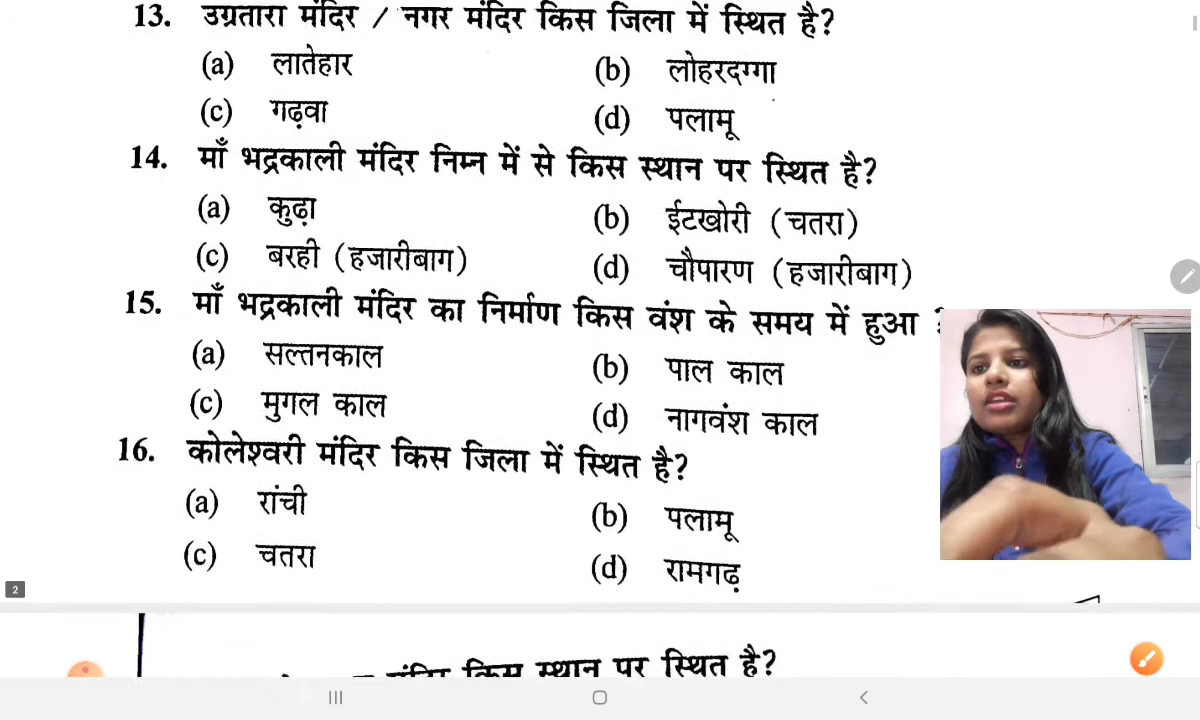 13. उग्रतारा मंदिर / नगर मंदिर किस जिला में स्थित है?
(a) लातेहार (b) लोहरदग्गा
(c) गढ़वा (d) पलामू
14. माँ भद्रकाली मंदिर निम्न में से किस स्थान पर स्थित है?
(a) कुढ़ा (b) ईटखोरी (चतरा)
(c) बरही (हजारीबाग) (d) चौपारण (हजारीबाग)
15. माँ भद्रकाली मंदिर का निर्माण किस वंश के समय में हुआ
(a) सल्तनकाल (b) पाल काल
(c) मुगल काल (d) नागवंश काल
16. कोलेश्वरी मंदिर किस जिला में स्थित है?
(a) रांची (b) पलामू
(c) चतरा (d) रामगढ़
2
मंदिर किस स्थान पर स्थित है?